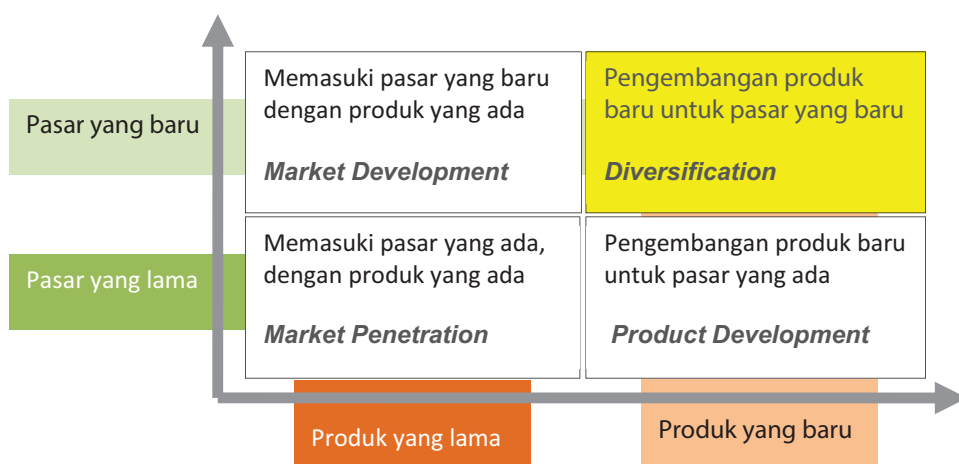 Pasar yang baru
Memasuki pasar yang baru
dengan produk yang ada
Market Development
Pengembangan produk
baru untuk pasar yang baru
Diversification
Pasar yang lama
Memasuki pasar yang ada,
dengan produk yang ada
Market Penetration
Pengembangan produk baru
untuk pasar yang ada
Product Development
Produk yang lama
Produk yang baru